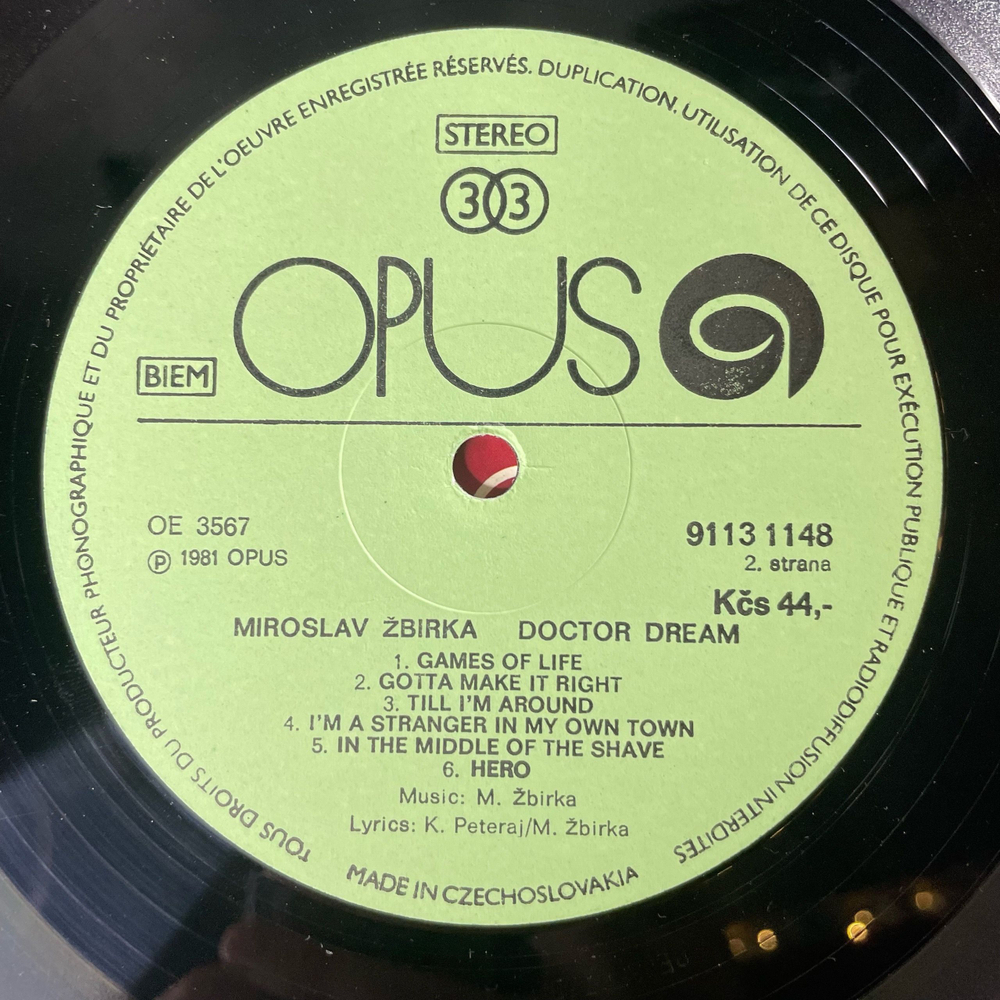 TOUS DROITS DU PRODUCTEUR PHONOGRAPHIQUE ET DU PROPRIÉTAIRE DE L'OEUVRE ENREGISTRÉE RÉSERVÉS. DUPLICATION. UTILISATION DE CE DISQUE POUR EXÉCUTION PUBLIQUE ET RADIODIFFUSION INTERDITES
STEREO
33
OPUS
BIEM
OE 3567
℗ 1981 OPUS
9113 1148
2. strana
Kčs 44,-
MIROSLAV ŽBIRKA DOCTOR DREAM
1. GAMES OF LIFE
2. GOTTA MAKE IT RIGHT
3. TILL I'M AROUND
4. I'M A STRANGER IN MY OWN TOWN
5. IN THE MIDDLE OF THE SHAVE
6. HERO
Music: M. Žbirka
Lyrics: K. Peteraj/M. Žbirka
MADE IN CZECHOSLOVAKIA